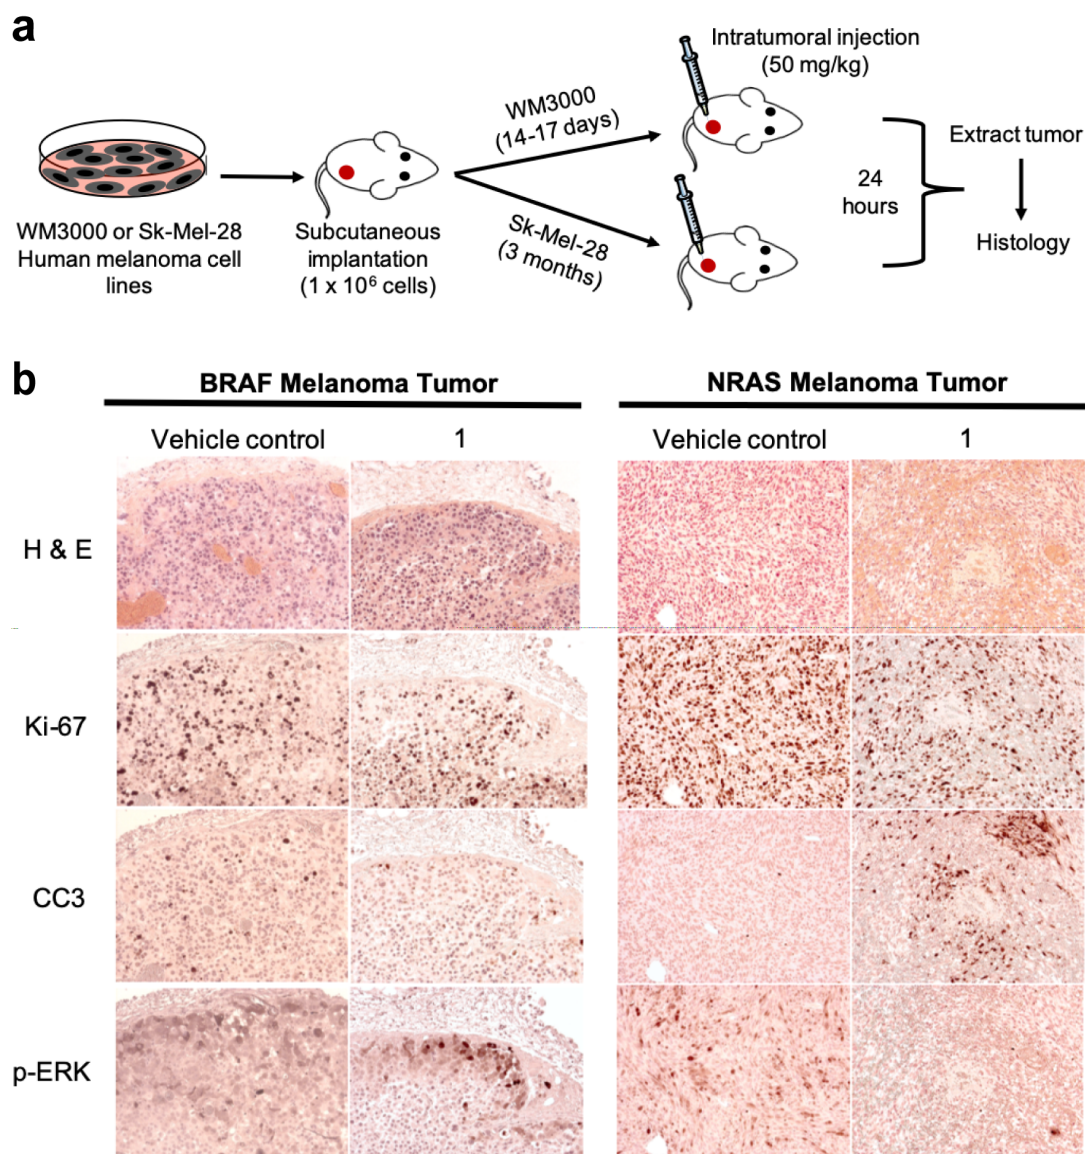 a
Intratumoral injection
(50 mg/kg)
WM3000
(14-17 days)
Extract tumor
24
hours
Sk-Mel-28
(3 months)
Histology
WM3000 or Sk-Mel-28
Human melanoma cell
lines
Subcutaneous
implantation
(1 x 10⁶ cells)
b
BRAF Melanoma Tumor
NRAS Melanoma Tumor
Vehicle control
1
Vehicle control
1
H & E
Ki-67
CC3
p-ERK